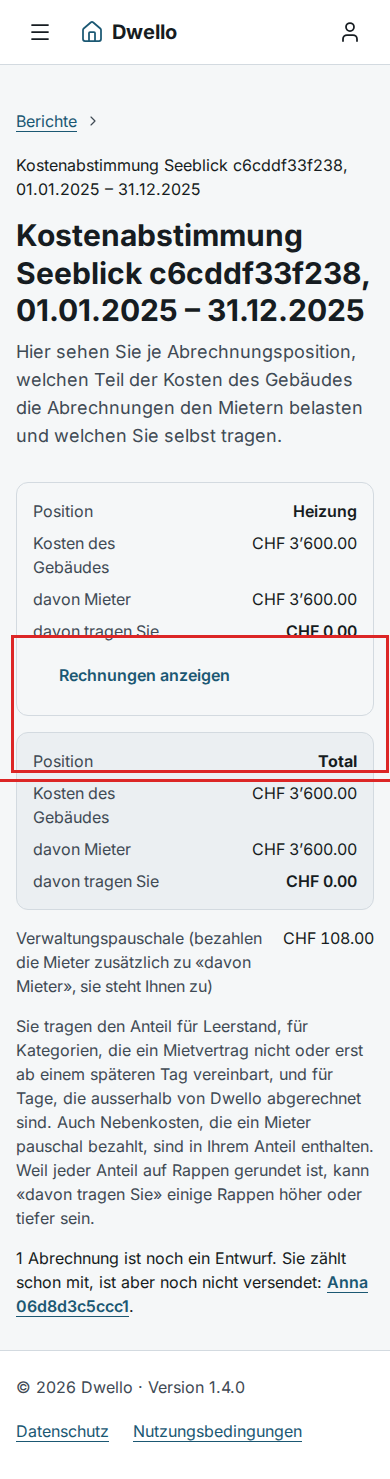 Dwello
Berichte
Kostenabstimmung Seeblick c6cddf33f238,
01.01.2025 – 31.12.2025
Kostenabstimmung
Seeblick c6cddf33f238,
01.01.2025 – 31.12.2025
Hier sehen Sie je Abrechnungsposition,
welchen Teil der Kosten des Gebäudes
die Abrechnungen den Mietern belasten
und welchen Sie selbst tragen.
Position Heizung
Kosten des CHF 3’600.00
Gebäudes
davon Mieter CHF 3’600.00
davon tragen Sie CHF 0.00
Rechnungen anzeigen
Position Total
Kosten des CHF 3’600.00
Gebäudes
davon Mieter CHF 3’600.00
davon tragen Sie CHF 0.00
Verwaltungspauschale (bezahlen CHF 108.00
die Mieter zusätzlich zu «davon
Mieter», sie steht Ihnen zu)
Sie tragen den Anteil für Leerstand, für
Kategorien, die ein Mietvertrag nicht oder erst
ab einem späteren Tag vereinbart, und für
Tage, die ausserhalb von Dwello abgerechnet
sind. Auch Nebenkosten, die ein Mieter
pauschal bezahlt, sind in Ihrem Anteil enthalten.
Weil jeder Anteil auf Rappen gerundet ist, kann
«davon tragen Sie» einige Rappen höher oder
tiefer sein.
1 Abrechnung ist noch ein Entwurf. Sie zählt
schon mit, ist aber noch nicht versendet: Anna
06d8d3c5ccc1.
© 2026 Dwello · Version 1.4.0
Datenschutz Nutzungsbedingungen